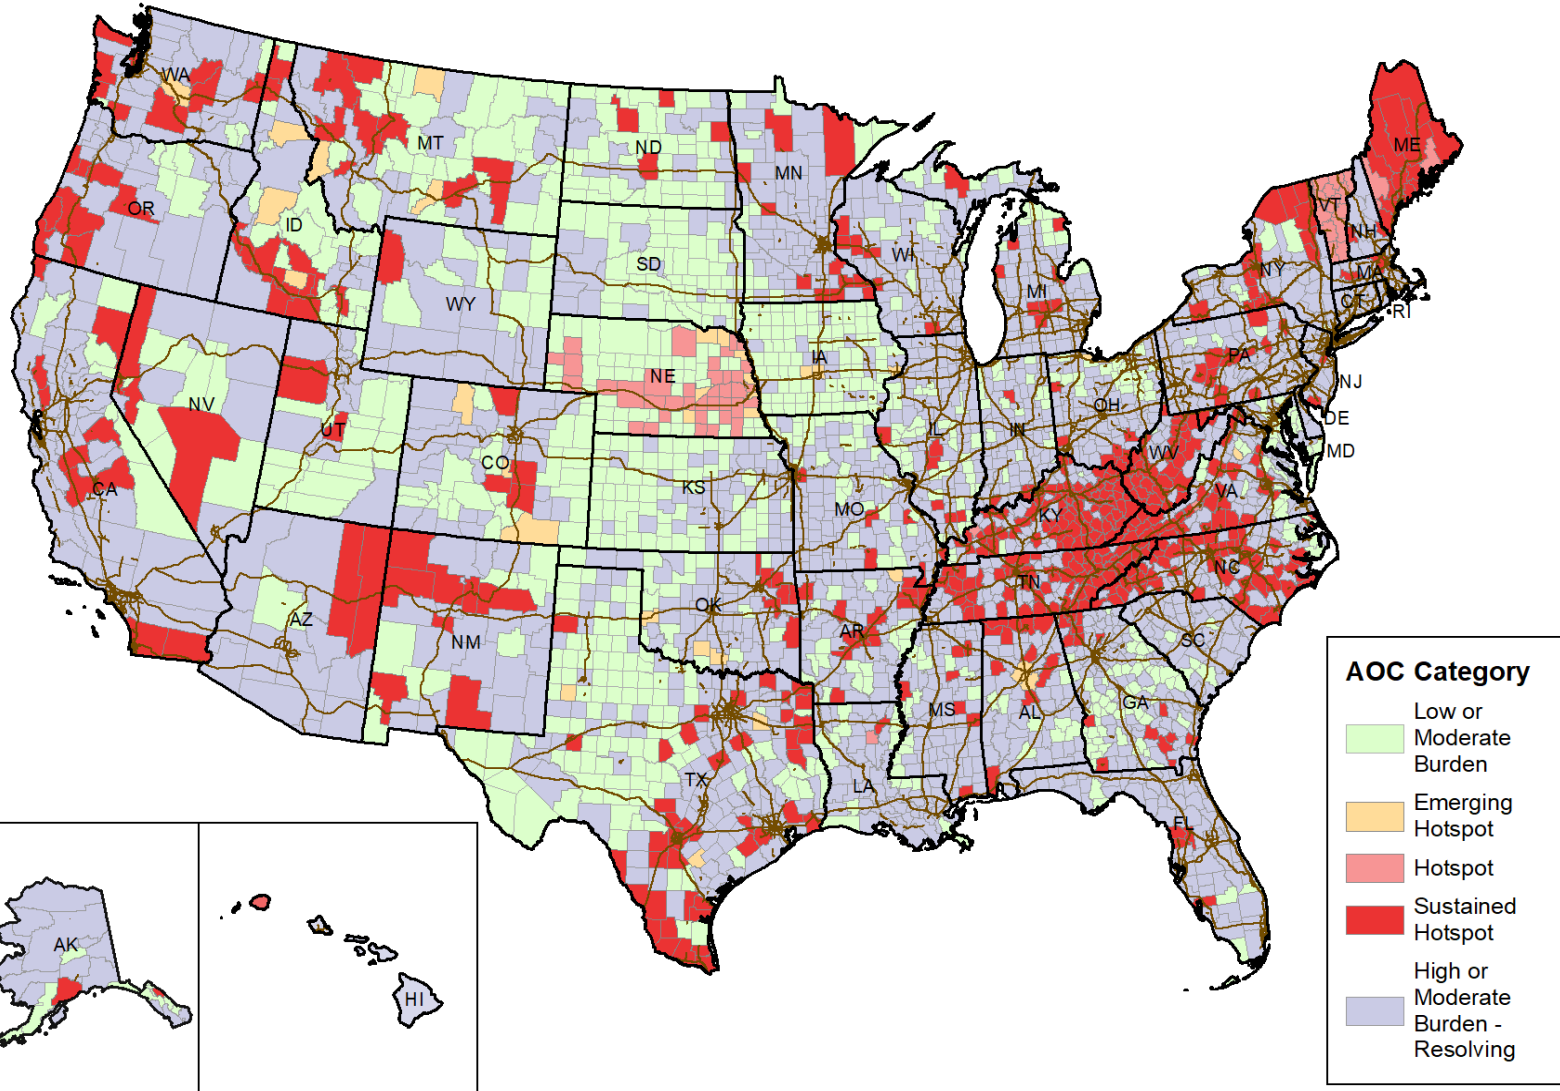 WA
MT
ND
MN
ME
OR
ID
SD
WI
VT
NH
WY
MI
NY
MA
CT
RI
NE
IA
PA
NV
NJ
UT
OH
DE
IL
IN
CO
WV
MD
CA
KS
MO
KY
VA
TN
NC
AZ
NM
OK
AR
SC
MS
AL
GA
TX
LA
FL
AK
HI
AOC Category
Low or
Moderate
Burden
Emerging
Hotspot
Hotspot
Sustained
Hotspot
High or
Moderate
Burden -
Resolving